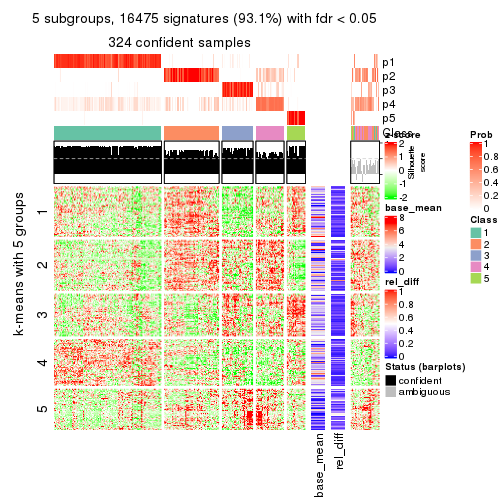 5 subgroups, 16475 signatures (93.1%) with fdr < 0.05
324 confident samples
p1
p2
p3
p4
p5
Class
Silhouette
score
k-means with 5 groups
1
2
3
4
5
base_mean
rel_diff
z-score
2
1
0
-1
-2
base_mean
8
6
4
2
0
rel_diff
1
0.8
0.6
0.4
0.2
0
Status (barplots)
confident
ambiguous
Prob
1
0.8
0.6
0.4
0.2
0
Class
1
2
3
4
5